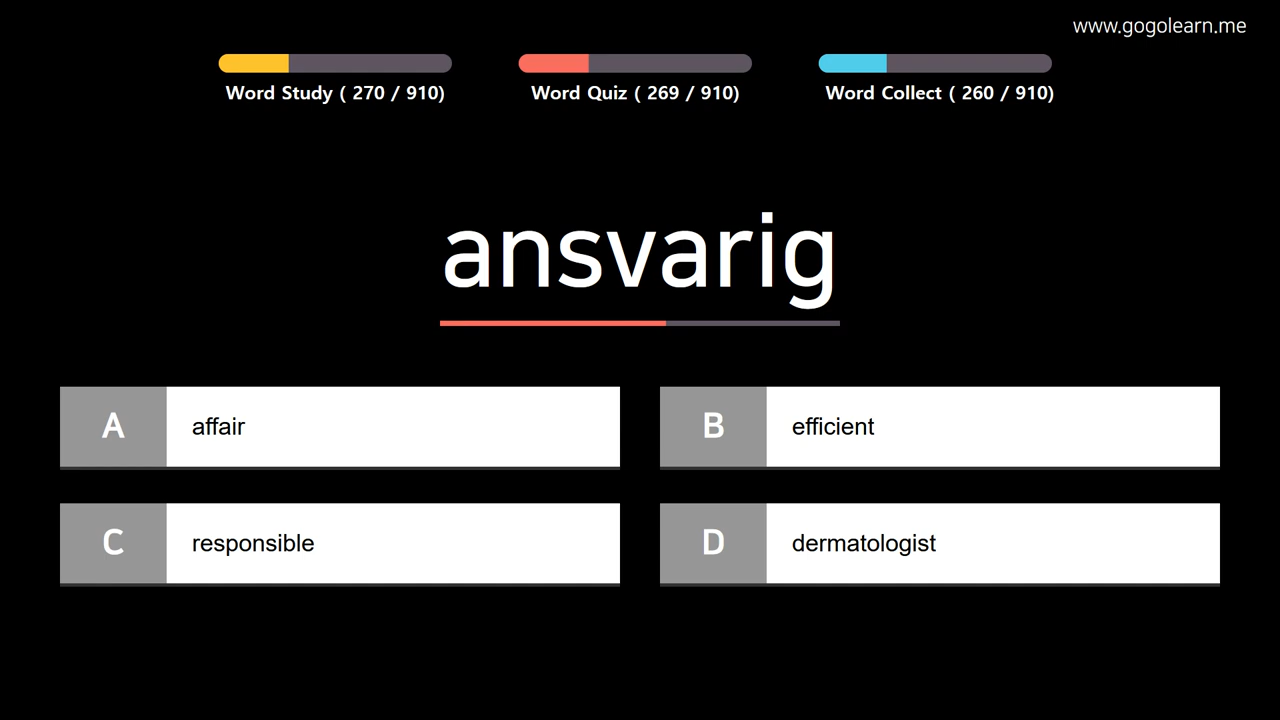 www.gogolearn.me
Word Study ( 270 / 910)
Word Quiz ( 269 / 910)
Word Collect ( 260 / 910)
ansvarig
A affair
B efficient
C responsible
D dermatologist